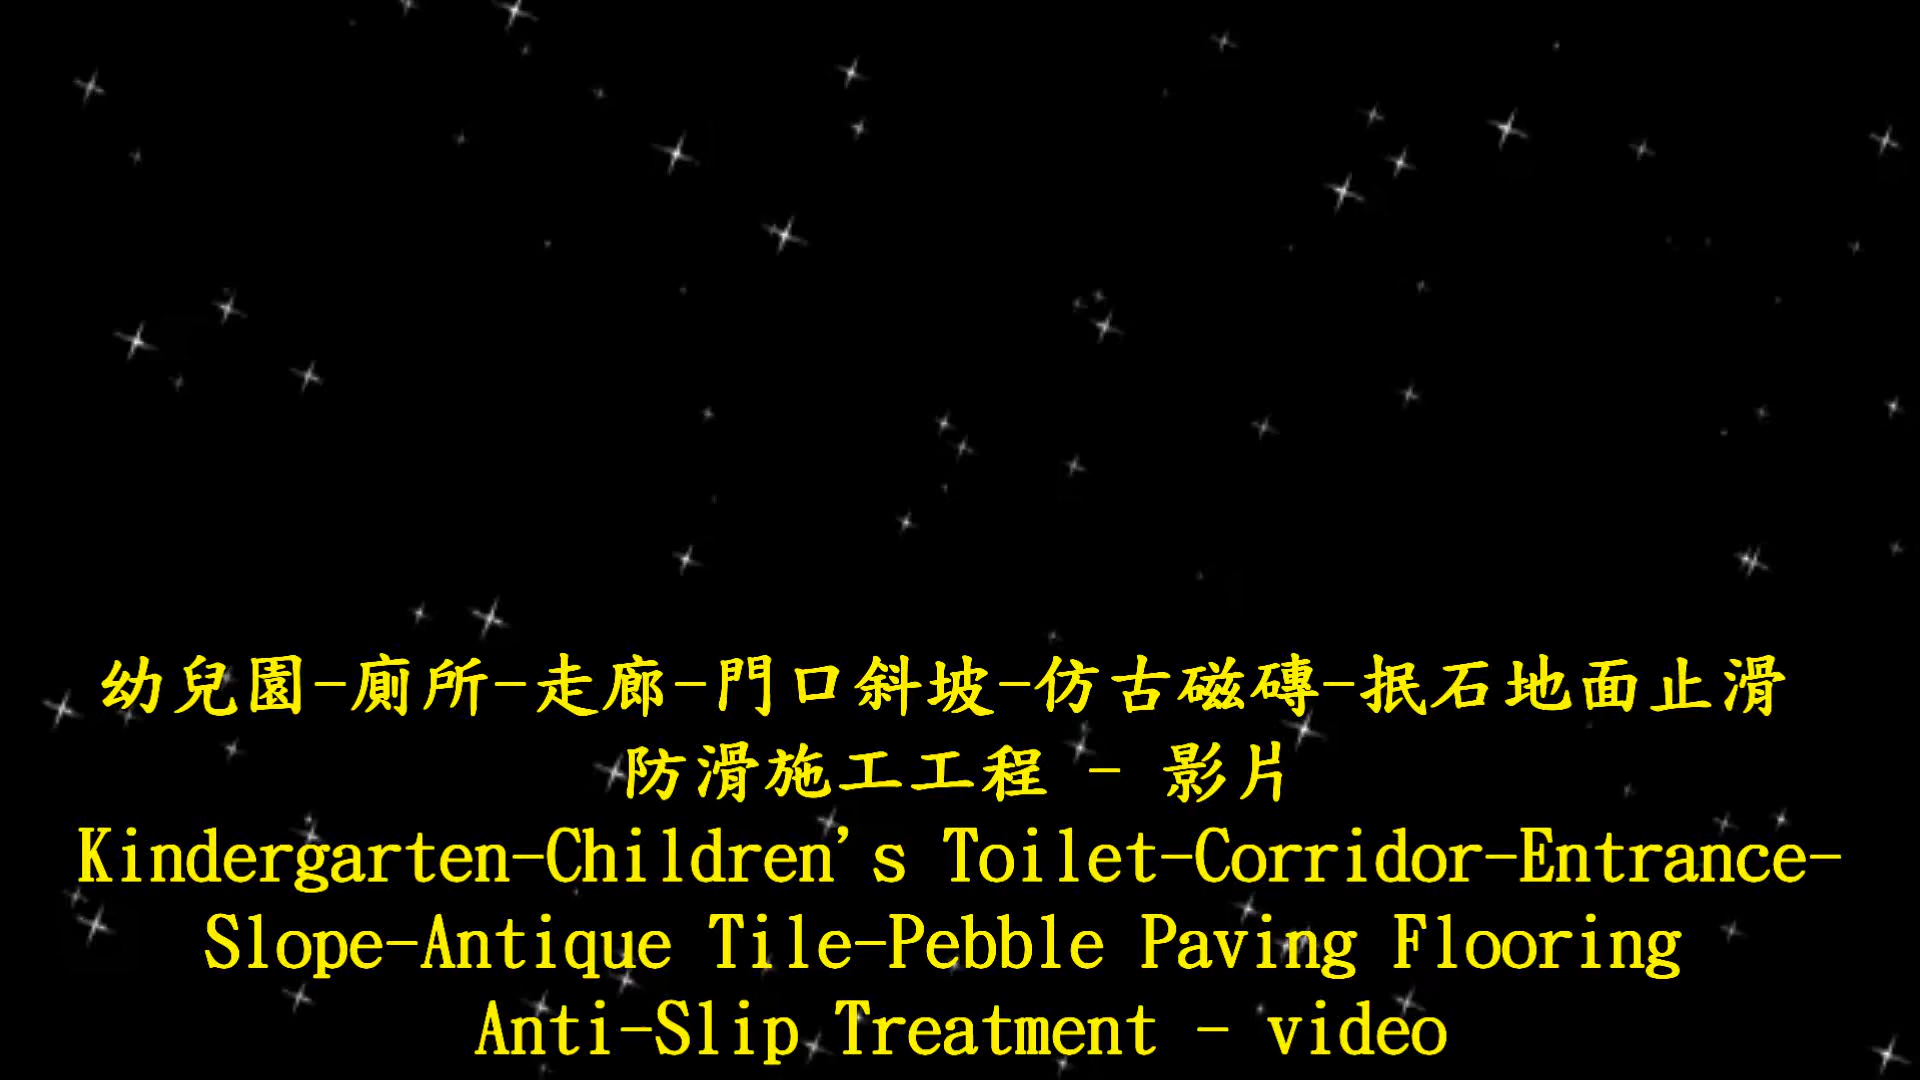 幼兒園-廁所-走廊-門口斜坡-仿古磁磚-抿石地面止滑
防滑施工工程 - 影片
Kindergarten-Children's Toilet-Corridor-Entrance-
Slope-Antique Tile-Pebble Paving Flooring
Anti-Slip Treatment - video